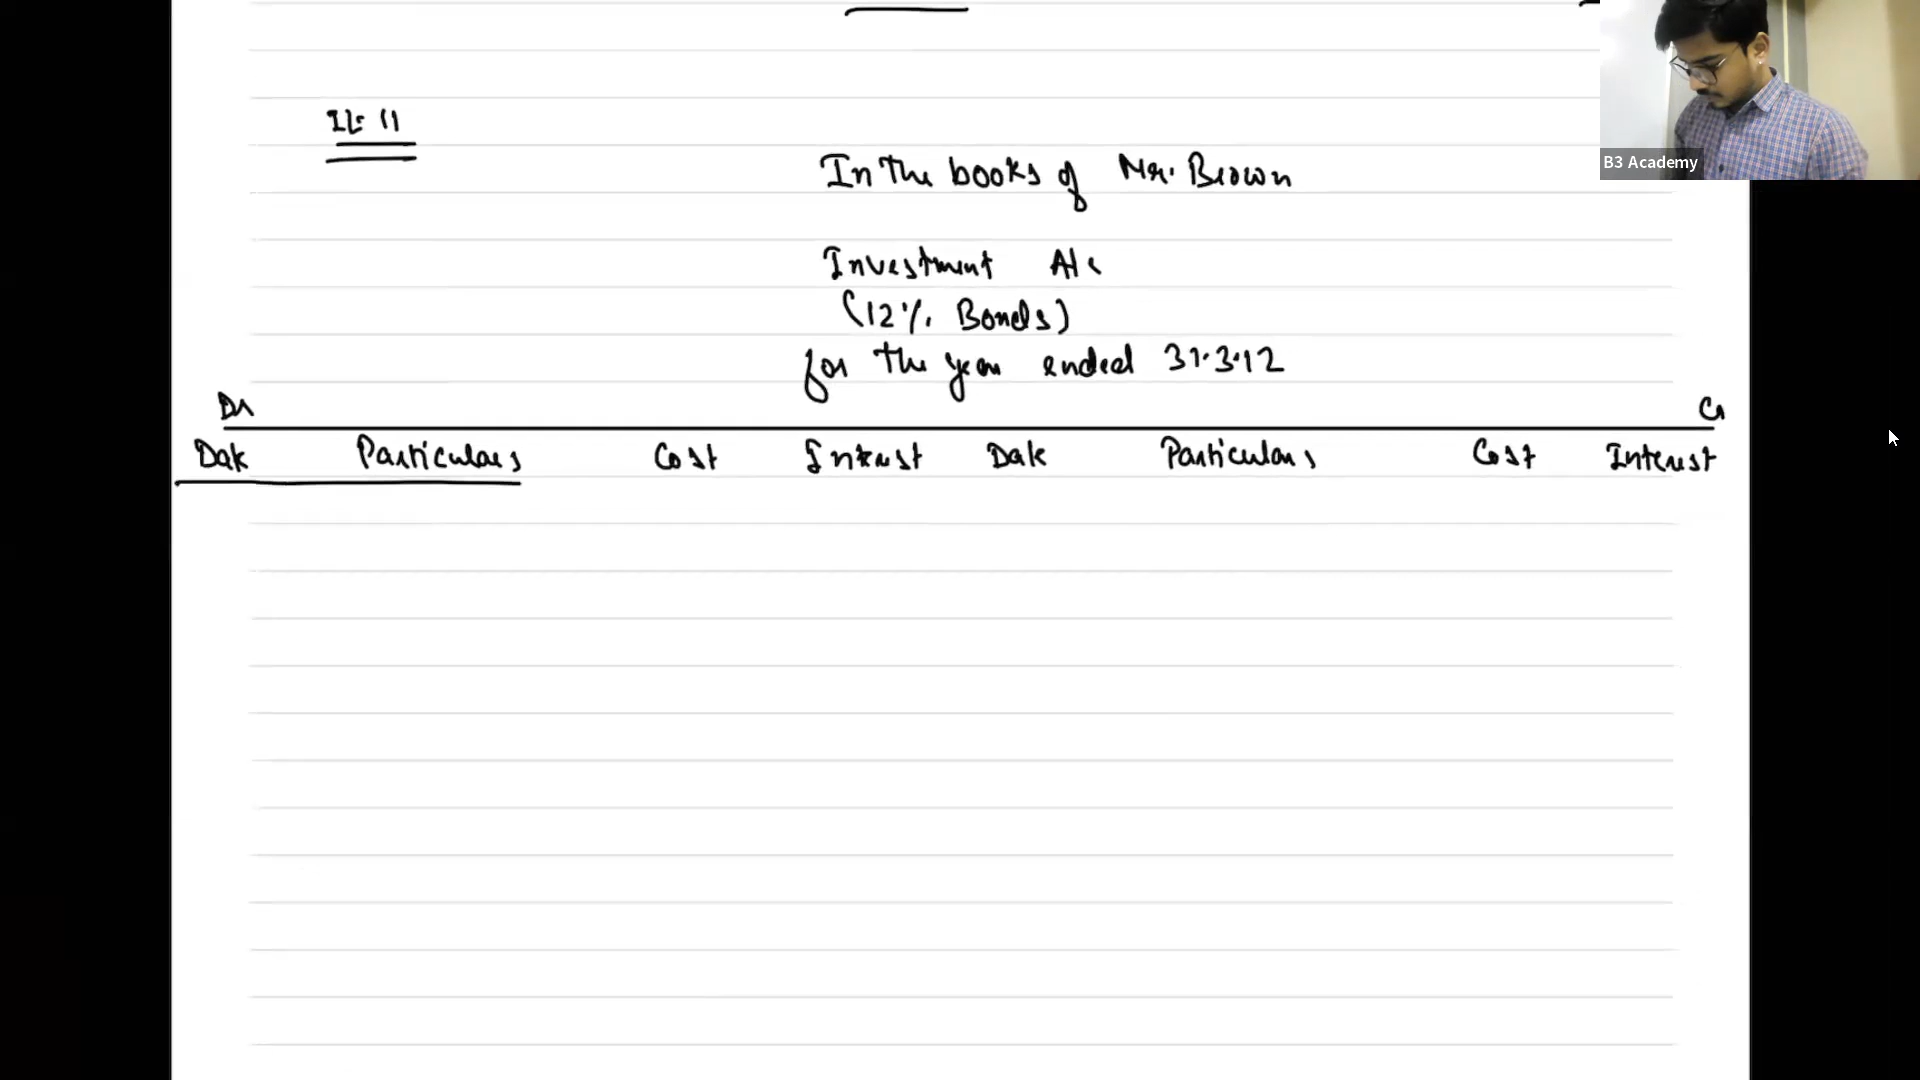 Ill: 11
B3 Academy
In the books of Mr. Brown
Investment A/c
(12% Bonds)
for the year ended 31.3.12
Dr Cr
Date Particulars Cost Interest Date Particulars Cost Interest